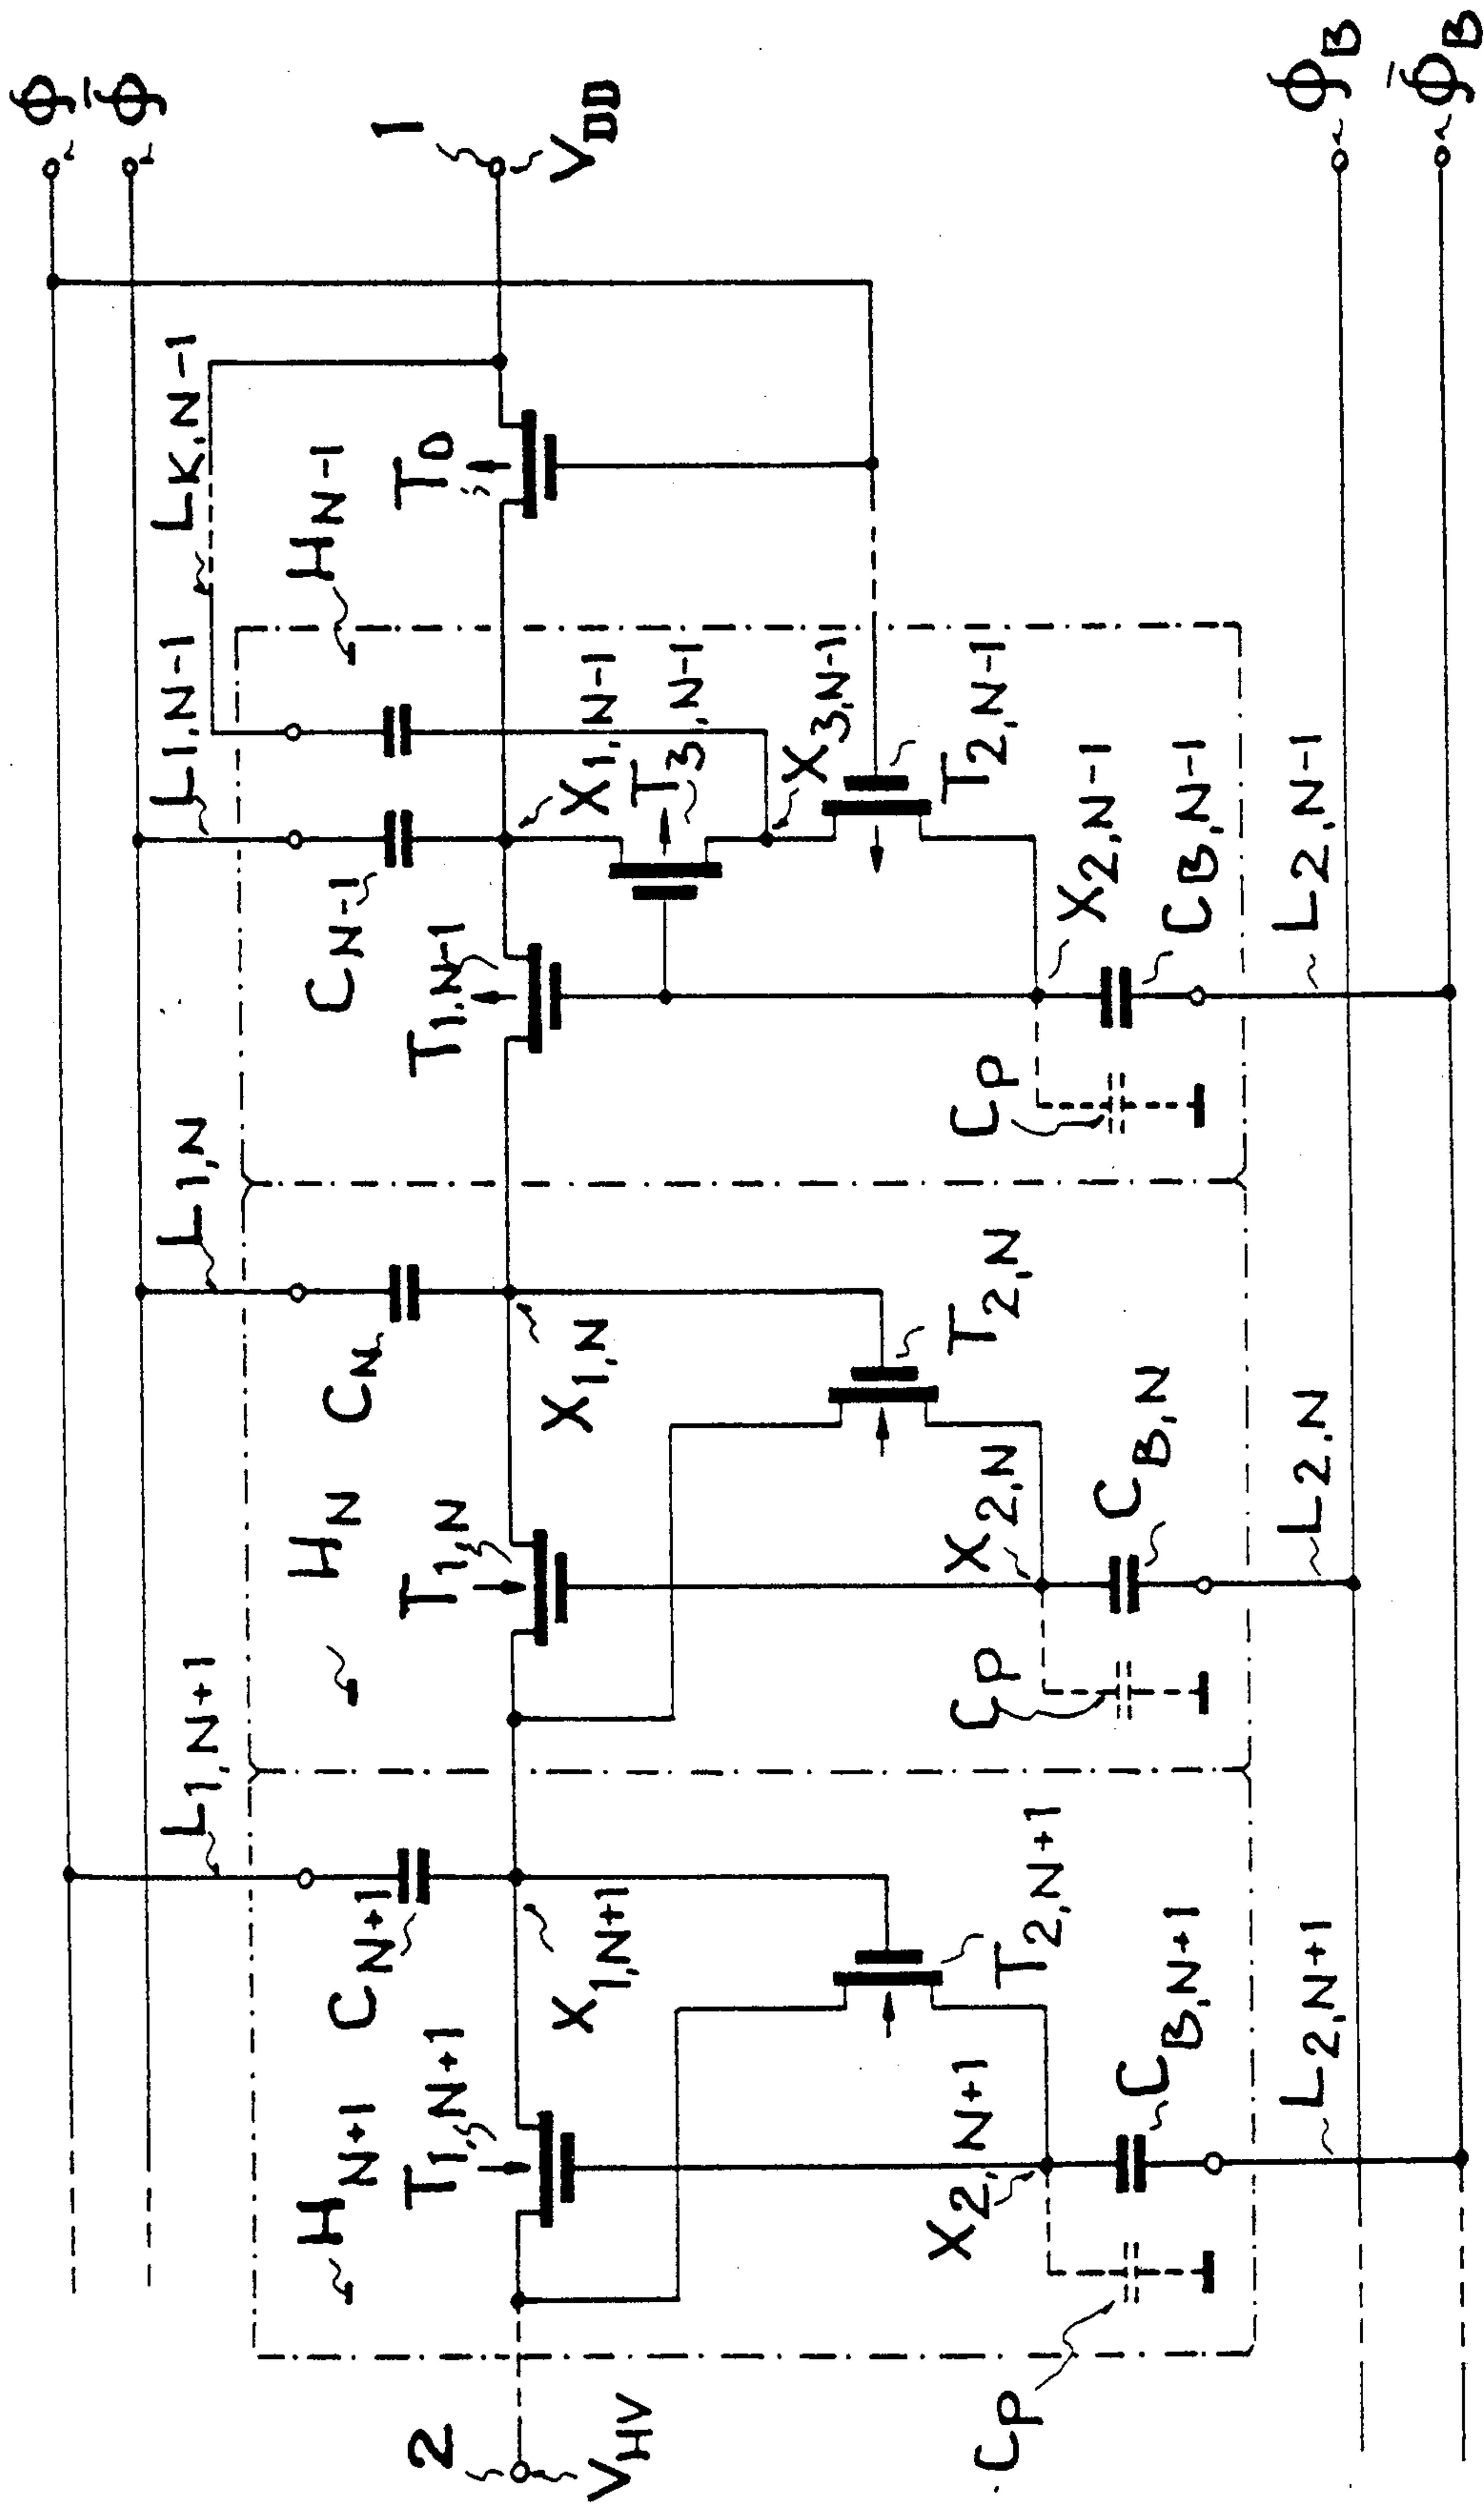 Φ
Φ̄
1
V_DD
Φ_B
Φ̄_B
L_K,N-1
H_N-1
T_0
L_1,N-1
C_N-1
X_1,N-1
T_3,N-1
X_3,N-1
T_2,N-1
T_1,N-1
X_2,N-1
C_B,N-1
L_2,N-1
C_P
L_1,N
C_N
X_1,N
T_2,N
H_N
T_1,N
X_2,N
C_B,N
L_2,N
C_P
L_1,N+1
C_N+1
X_1,N+1
T_2,N+1
H_N+1
T_1,N+1
X_2,N+1
C_B,N+1
L_2,N+1
C_P
2
V_HV